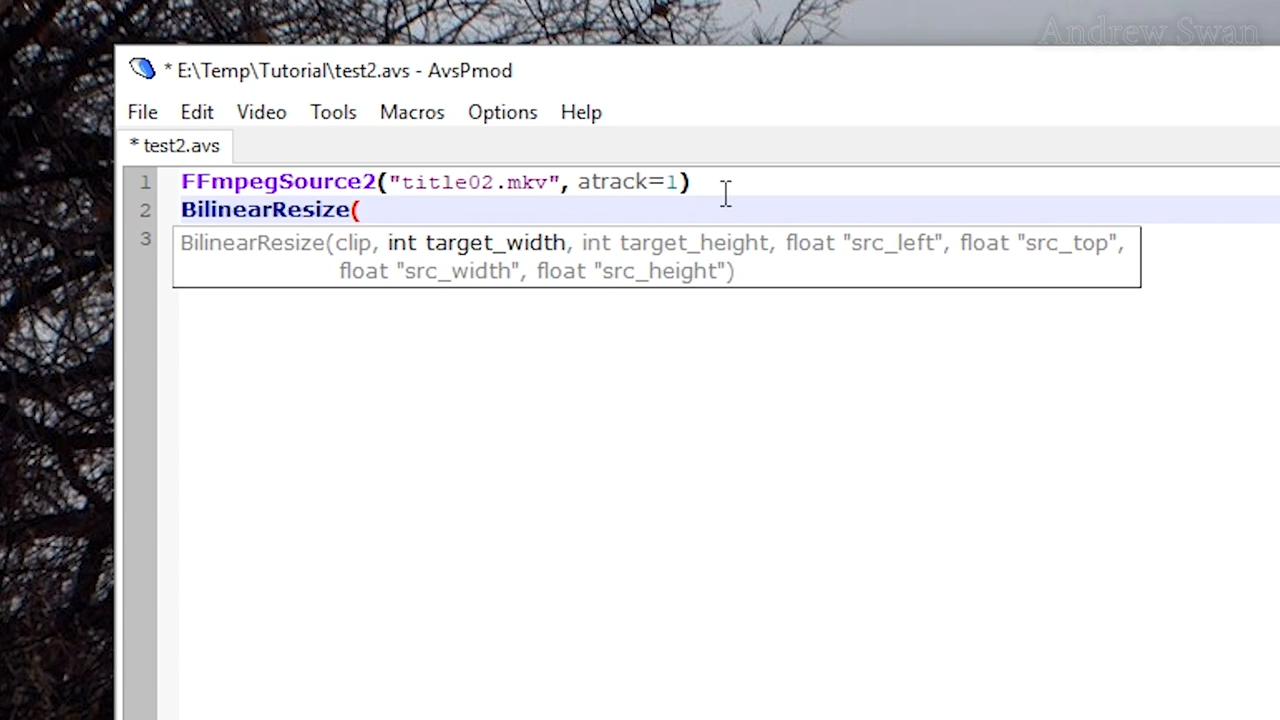 Andrew Swan
* E:\Temp\Tutorial\test2.avs - AvsPmod
File Edit Video Tools Macros Options Help
* test2.avs
1 FFmpegSource2("title02.mkv", atrack=1)
2 BilinearResize(
3 BilinearResize(clip, int target_width, int target_height, float "src_left", float "src_top",
float "src_width", float "src_height")